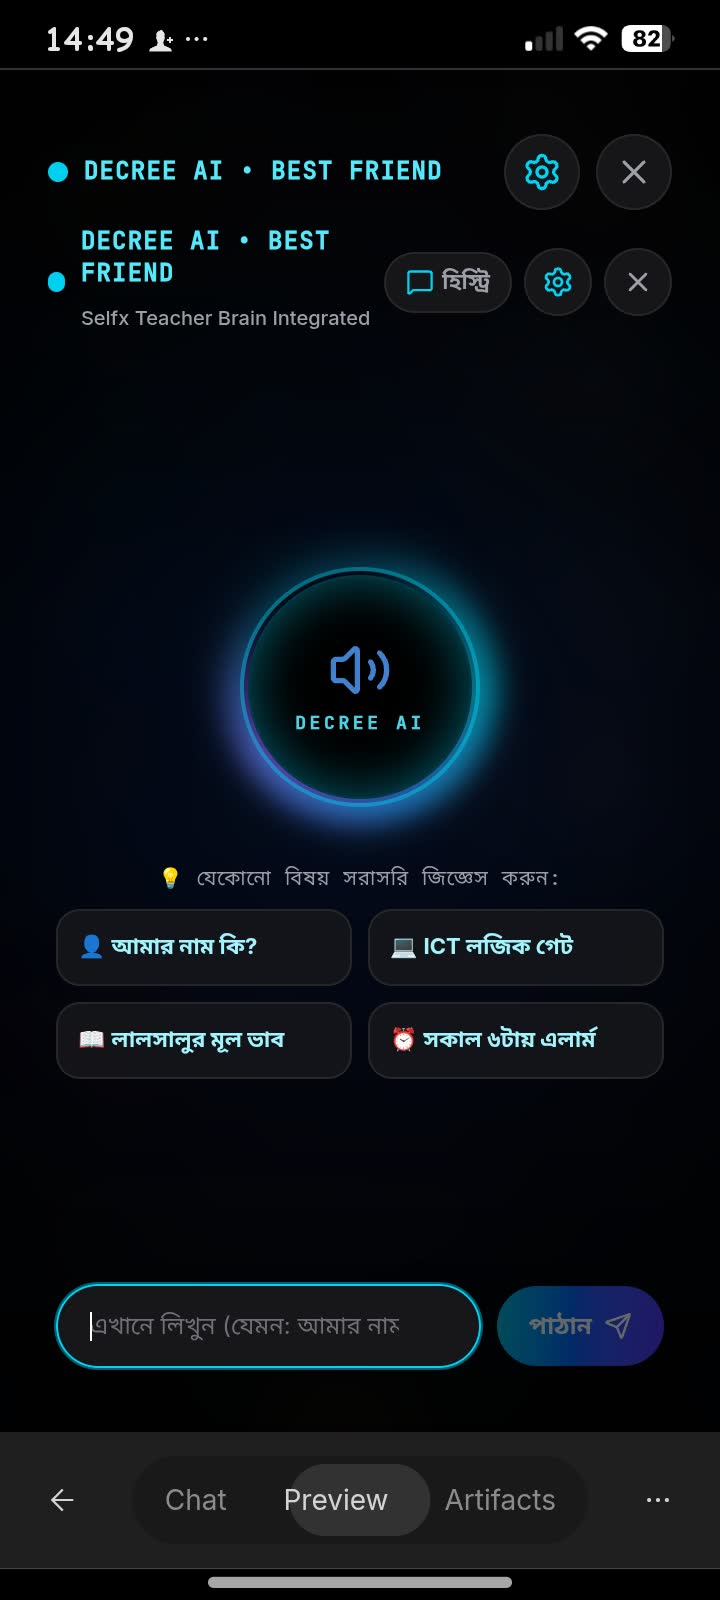 14:49
82
DECREE AI • BEST FRIEND
DECREE AI • BEST
FRIEND
হিস্ট্রি
Selfx Teacher Brain Integrated
DECREE AI
💡 যেকোনো বিষয় সরাসরি জিজ্ঞেস করুন:
👤 আমার নাম কি?
💻 ICT লজিক গেট
📖 লালসালুর মূল ভাব
⏰ সকাল ৬টায় এলার্ম
এখানে লিখুন (যেমন: আমার নাম
পাঠান
Chat
Preview
Artifacts